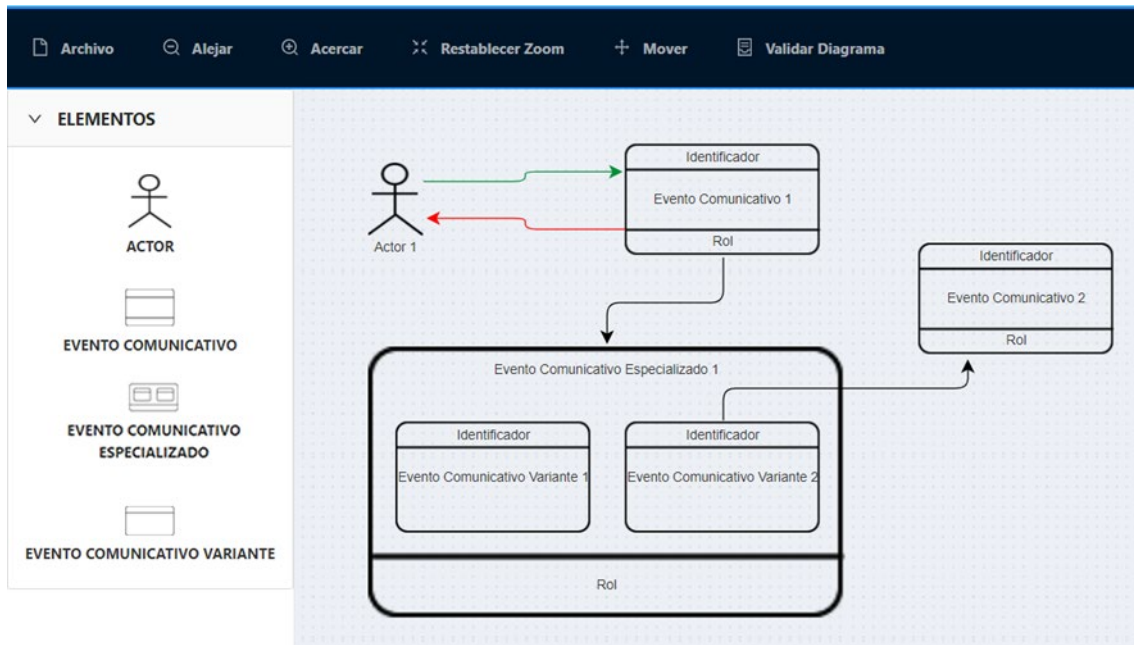 Archivo
Alejar
Acercar
Restablecer Zoom
Mover
Validar Diagrama
ELEMENTOS
ACTOR
EVENTO COMUNICATIVO
EVENTO COMUNICATIVO
ESPECIALIZADO
EVENTO COMUNICATIVO VARIANTE
Actor 1
Identificador
Evento Comunicativo 1
Rol
Identificador
Evento Comunicativo 2
Rol
Evento Comunicativo Especializado 1
Identificador
Evento Comunicativo Variante 1
Identificador
Evento Comunicativo Variante 2
Rol